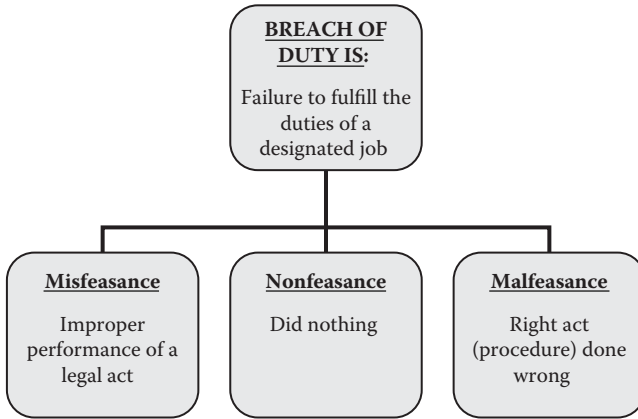 BREACH OF
DUTY IS:
Failure to fulfill the
duties of a
designated job
Misfeasance
Improper
performance of a
legal act
Nonfeasance
Did nothing
Malfeasance
Right act
(procedure) done
wrong